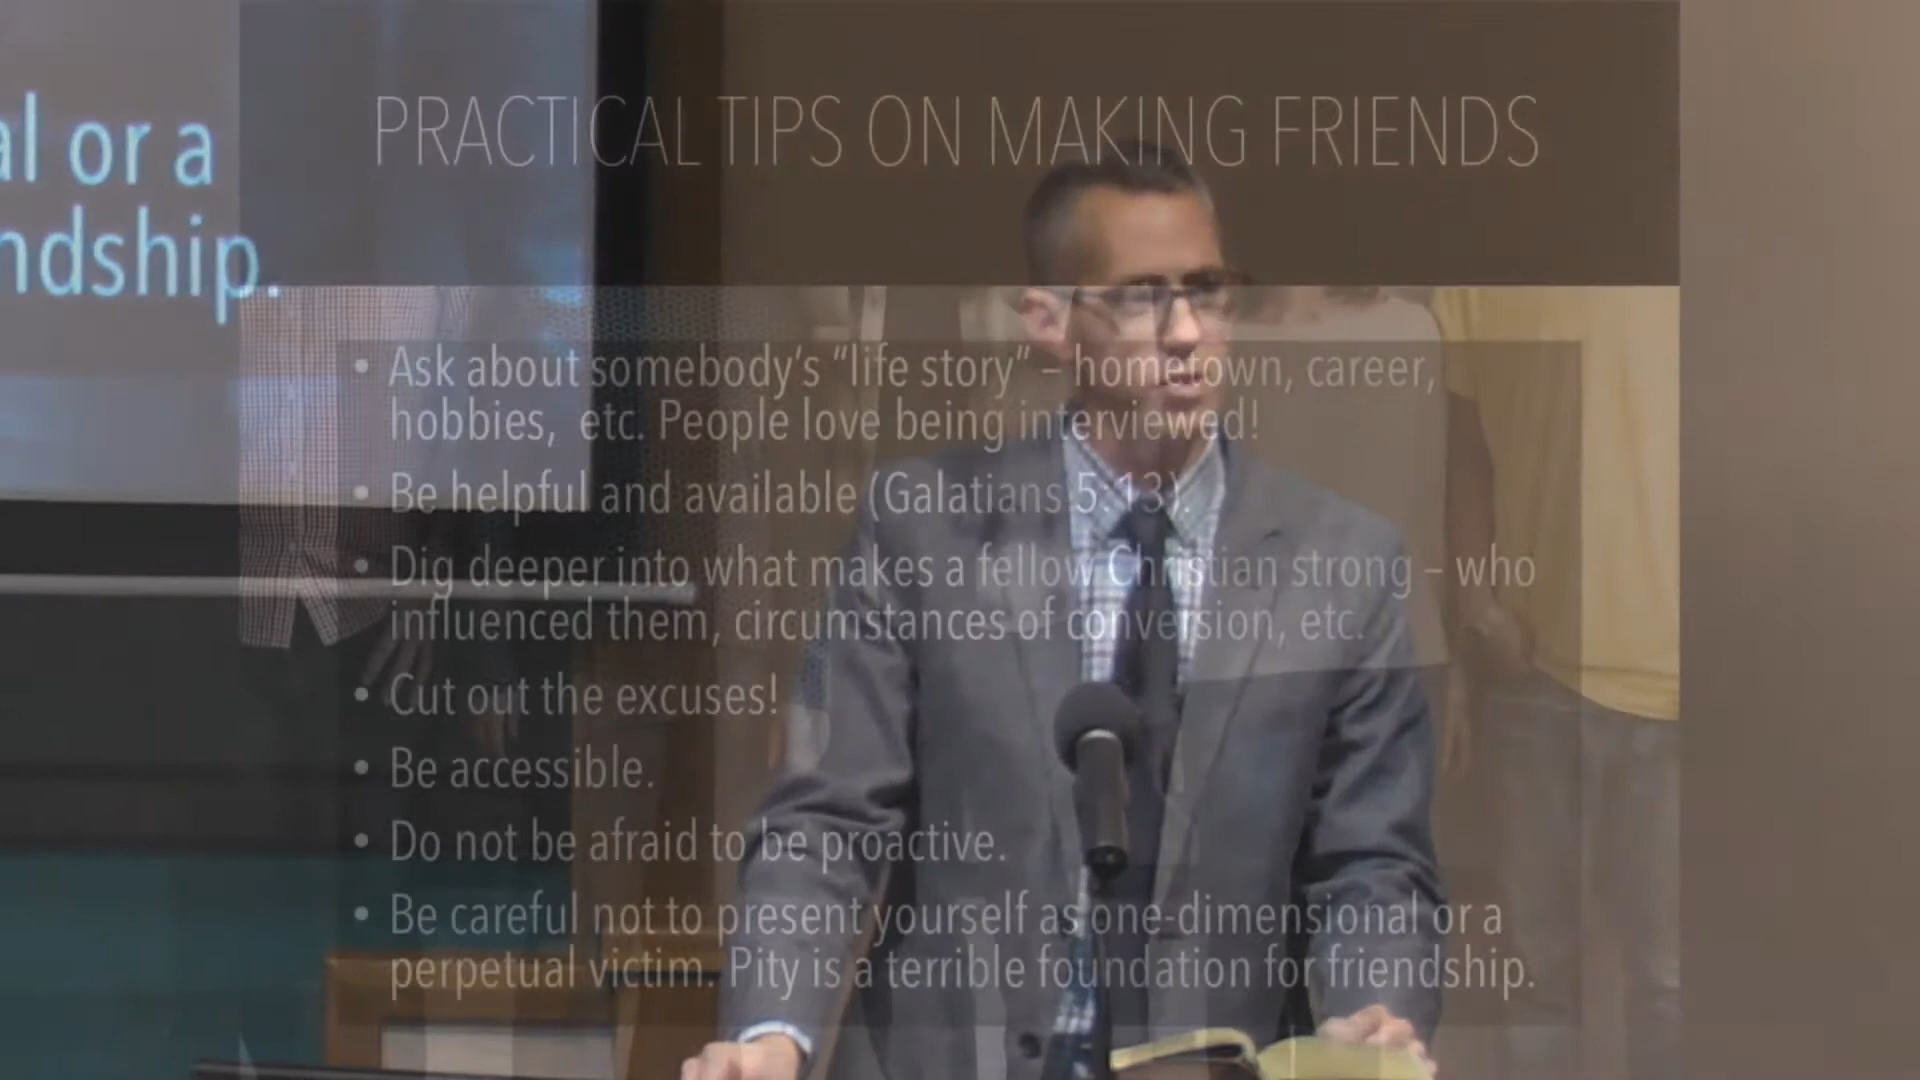 al or a
ndship.
PRACTICAL TIPS ON MAKING FRIENDS
• Ask about somebody's "life story" – hometown, career,
hobbies, etc. People love being interviewed!
• Be helpful and available (Galatians 5:13).
• Dig deeper into what makes a fellow Christian strong – who
influenced them, circumstances of conversion, etc.
• Cut out the excuses!
• Be accessible.
• Do not be afraid to be proactive.
• Be careful not to present yourself as one-dimensional or a
perpetual victim. Pity is a terrible foundation for friendship.